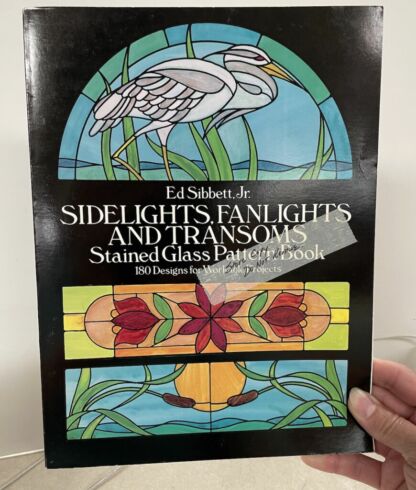 Ed Sibbett, Jr.
SIDELIGHTS, FANLIGHTS
AND TRANSOMS
Stained Glass Pattern Book
180 Designs for Workable Projects